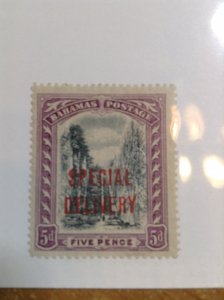 BAHAMAS POSTAGE
SPECIAL
DELIVERY
5d FIVE PENCE 5d